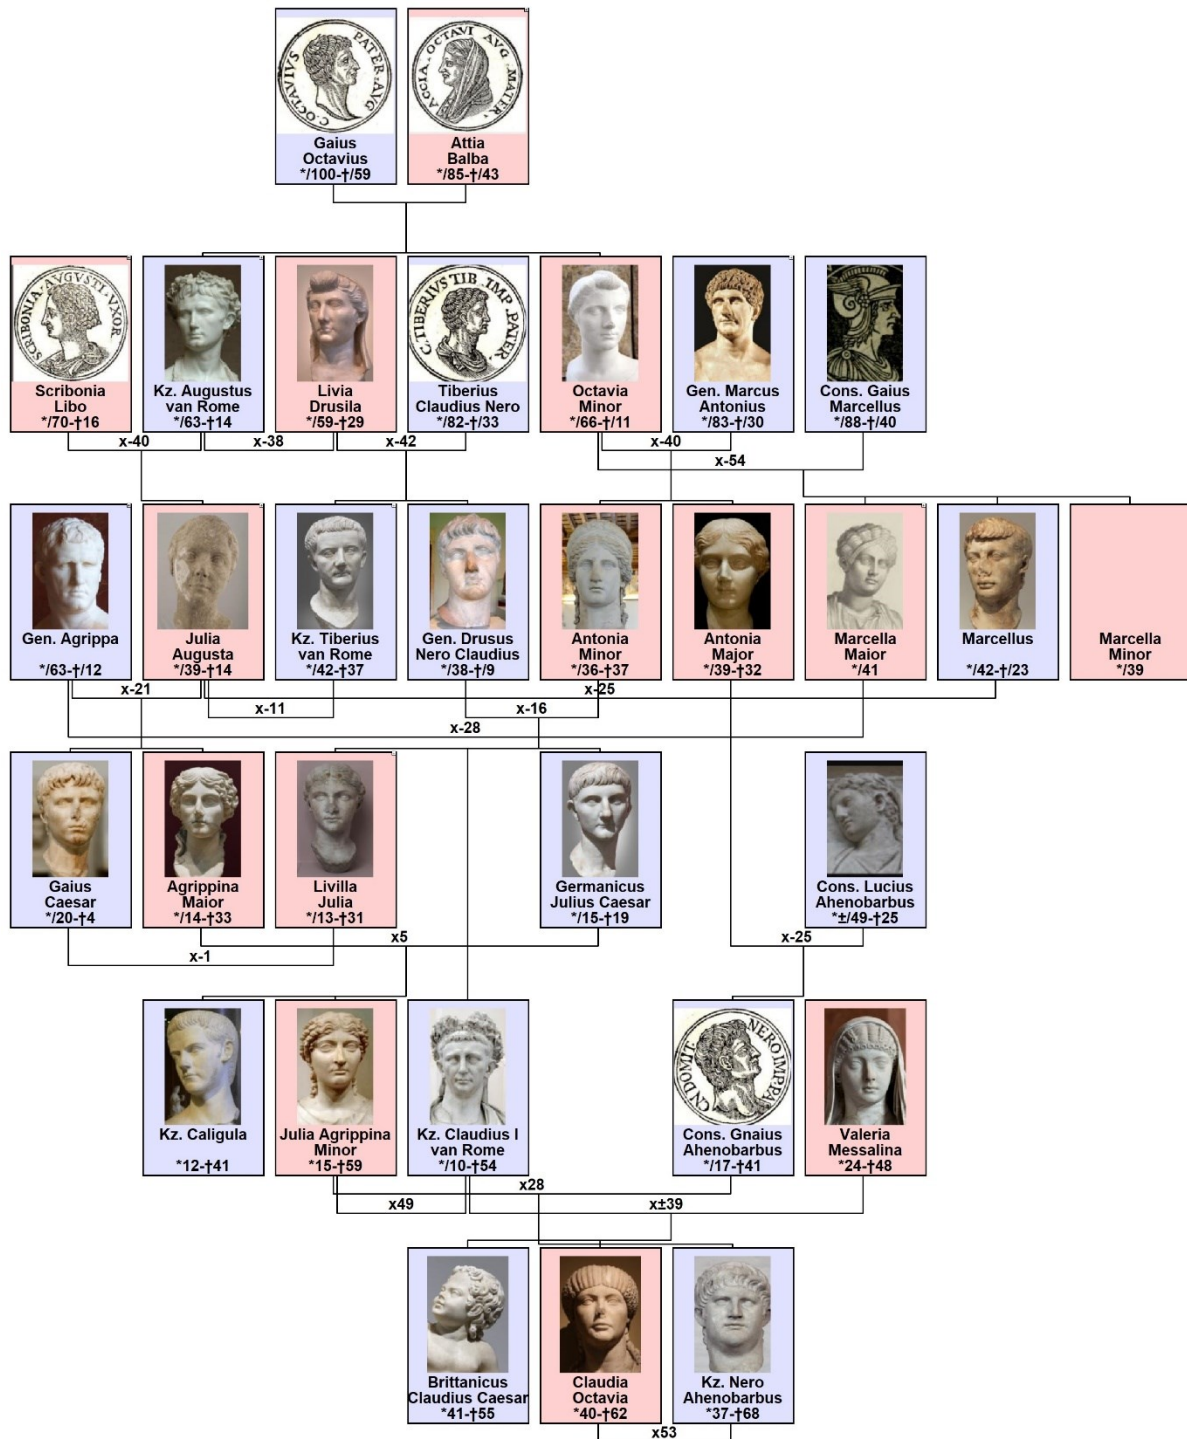 C. OCTAVIVS PATER. AVG
ACCIA. OCTAVI AVG. MATER.
Gaius
Octavius
*/100-†/59
Attia
Balba
*/85-†/43
SCRIBONIA. AVGVSTI. VXOR
C. TIBERIVS TIB. IMP. PATER.
Scribonia
Libo
*/70-†16
Kz. Augustus
van Rome
*/63-†14
Livia
Drusila
*/59-†29
Tiberius
Claudius Nero
*/82-†/33
Octavia
Minor
*/66-†/11
Gen. Marcus
Antonius
*/83-†/30
Cons. Gaius
Marcellus
*/88-†/40
x-40
x-38
x-42
x-40
x-54
Gen. Agrippa
*/63-†/12
Julia
Augusta
*/39-†14
Kz. Tiberius
van Rome
*/42-†37
Gen. Drusus
Nero Claudius
*/38-†/9
Antonia
Minor
*/36-†37
Antonia
Major
*/39-†32
Marcella
Maior
*/41
Marcellus
*/42-†/23
Marcella
Minor
*/39
x-21
x-25
x-11
x-16
x-28
Gaius
Caesar
*/20-†4
Agrippina
Maior
*/14-†33
Livilla
Julia
*/13-†31
Germanicus
Julius Caesar
*/15-†19
Cons. Lucius
Ahenobarbus
*±/49-†25
x5
x-25
x-1
CN DOMIT NERO IMP PA
Kz. Caligula
*12-†41
Julia Agrippina
Minor
*15-†59
Kz. Claudius I
van Rome
*/10-†54
Cons. Gnaius
Ahenobarbus
*/17-†41
Valeria
Messalina
*24-†48
x28
x49
x±39
Brittanicus
Claudius Caesar
*41-†55
Claudia
Octavia
*40-†62
Kz. Nero
Ahenobarbus
*37-†68
x53